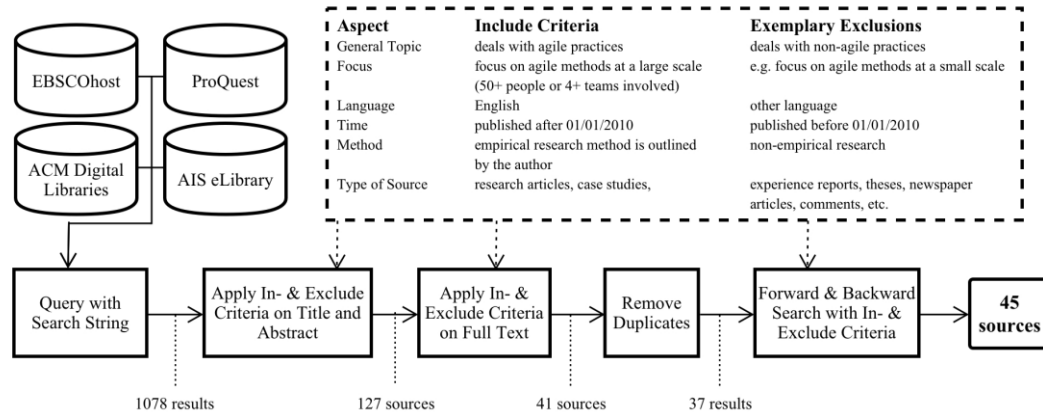 EBSCOhost
ProQuest
ACM Digital
Libraries
AIS eLibrary
Aspect Include Criteria Exemplary Exclusions
General Topic deals with agile practices deals with non-agile practices
Focus focus on agile methods at a large scale e.g. focus on agile methods at a small scale
(50+ people or 4+ teams involved)
Language English other language
Time published after 01/01/2010 published before 01/01/2010
Method empirical research method is outlined non-empirical research
by the author
Type of Source research articles, case studies, experience reports, theses, newspaper
articles, comments, etc.
Query with
Search String
Apply In- & Exclude
Criteria on Title and
Abstract
Apply In- &
Exclude Criteria
on Full Text
Remove
Duplicates
Forward & Backward
Search with In- &
Exclude Criteria
45
sources
1078 results
127 sources
41 sources
37 results